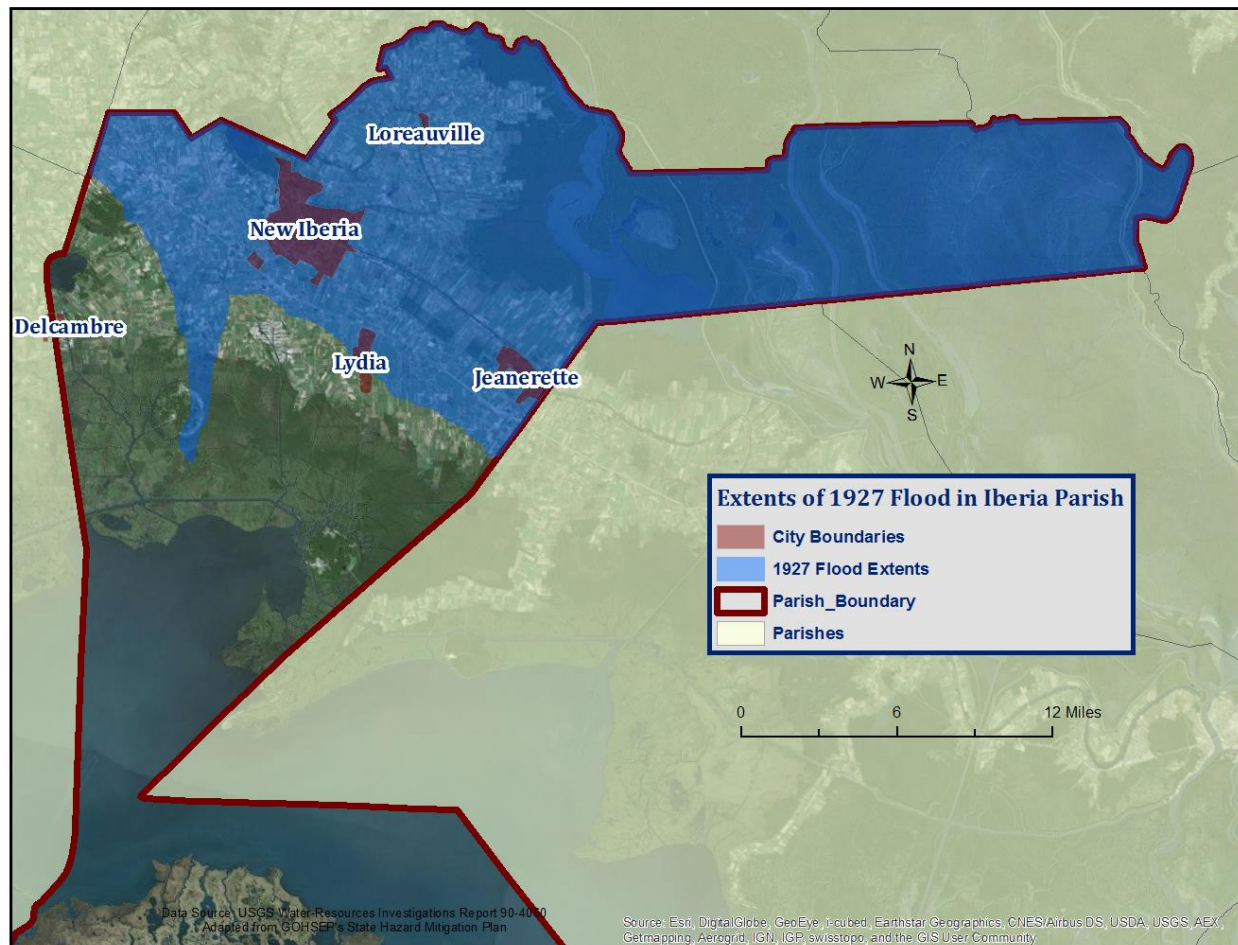 Loreauville
New Iberia
Delcambre
Lydia
Jeanerette
N
W E
S
Extents of 1927 Flood in Iberia Parish
City Boundaries
1927 Flood Extents
Parish_Boundary
Parishes
0 6 12 Miles
Data Source: USGS Water-Resources Investigations Report 90-4060
Adapted from GOHSEP's State Hazard Mitigation Plan
Source: Esri, DigitalGlobe, GeoEye, i-cubed, Earthstar Geographics, CNES/Airbus DS, USDA, USGS, AEX,
Getmapping, Aerogrid, IGN, IGP, swisstopo, and the GIS User Community